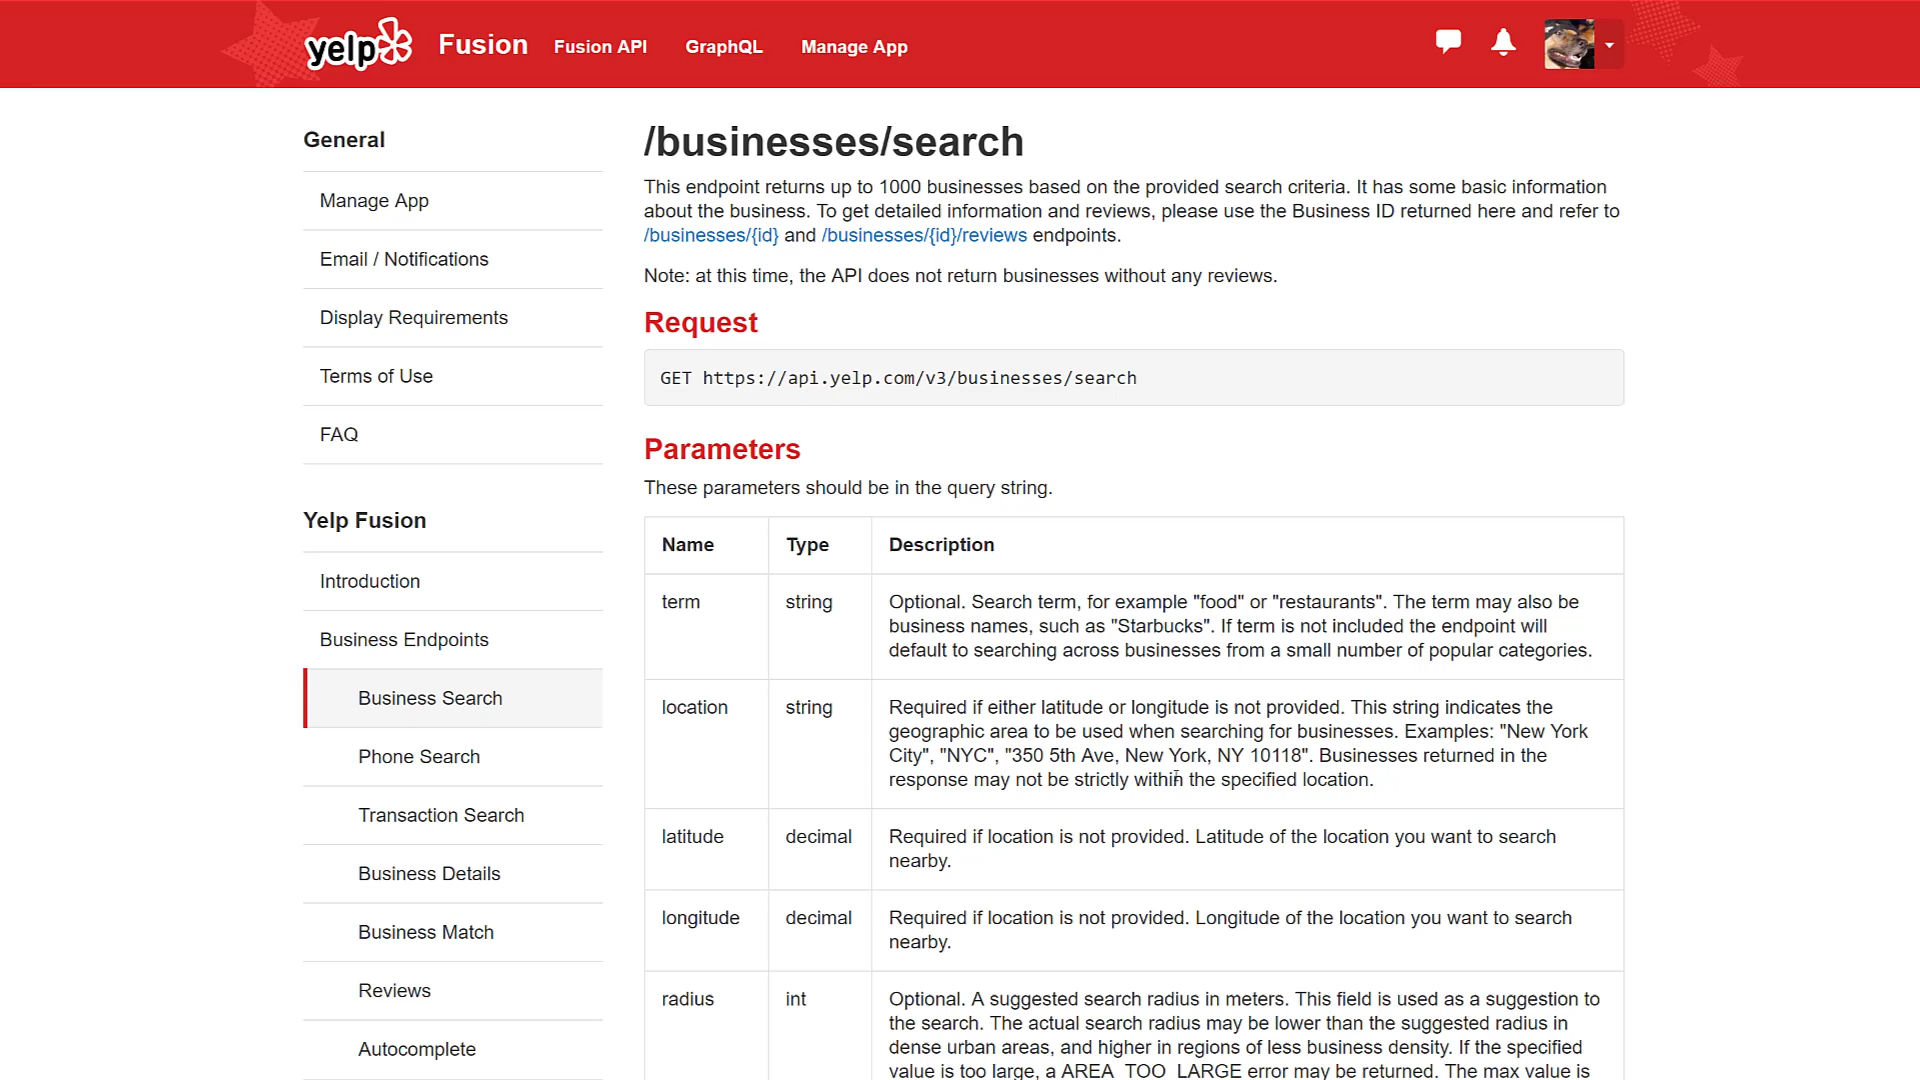 yelp Fusion Fusion API GraphQL Manage App
General
Manage App
Email / Notifications
Display Requirements
Terms of Use
FAQ
Yelp Fusion
Introduction
Business Endpoints
Business Search
Phone Search
Transaction Search
Business Details
Business Match
Reviews
Autocomplete
/businesses/search
This endpoint returns up to 1000 businesses based on the provided search criteria. It has some basic information
about the business. To get detailed information and reviews, please use the Business ID returned here and refer to
/businesses/{id} and /businesses/{id}/reviews endpoints.
Note: at this time, the API does not return businesses without any reviews.
Request
GET https://api.yelp.com/v3/businesses/search
Parameters
These parameters should be in the query string.
Name Type Description
term string Optional. Search term, for example "food" or "restaurants". The term may also be
business names, such as "Starbucks". If term is not included the endpoint will
default to searching across businesses from a small number of popular categories.
location string Required if either latitude or longitude is not provided. This string indicates the
geographic area to be used when searching for businesses. Examples: "New York
City", "NYC", "350 5th Ave, New York, NY 10118". Businesses returned in the
response may not be strictly within the specified location.
latitude decimal Required if location is not provided. Latitude of the location you want to search
nearby.
longitude decimal Required if location is not provided. Longitude of the location you want to search
nearby.
radius int Optional. A suggested search radius in meters. This field is used as a suggestion to
the search. The actual search radius may be lower than the suggested radius in
dense urban areas, and higher in regions of less business density. If the specified
value is too large, a AREA_TOO_LARGE error may be returned. The max value is